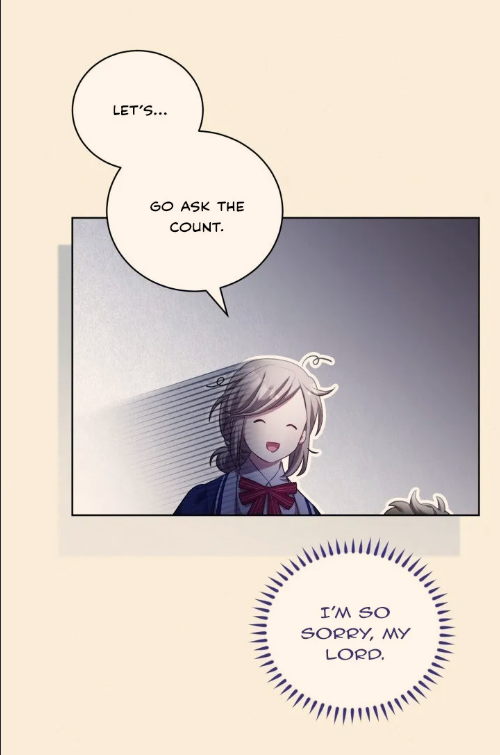 LET'S...
GO ASK THE
COUNT.
I'M SO
SORRY, MY
LORD.